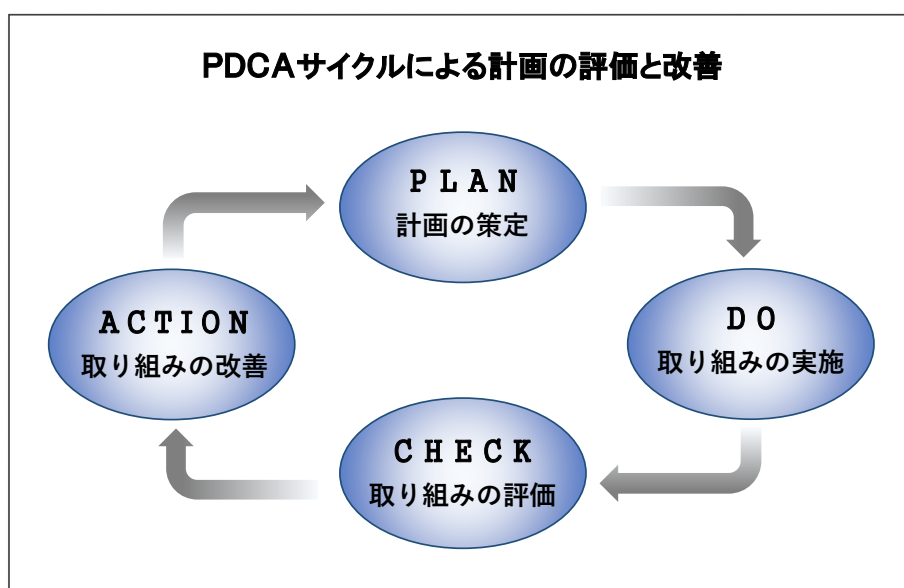 PDCAサイクルによる計画の評価と改善
PLAN
計画の策定
DO
取り組みの実施
CHECK
取り組みの評価
ACTION
取り組みの改善